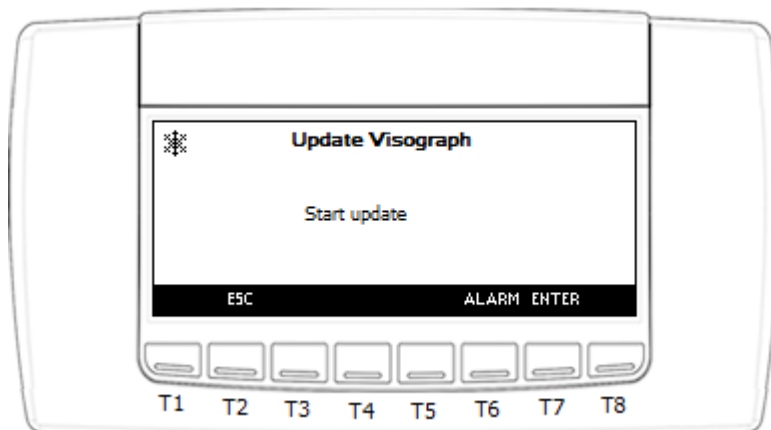 Update Visograph
Start update
ESC ALARM ENTER
T1 T2 T3 T4 T5 T6 T7 T8